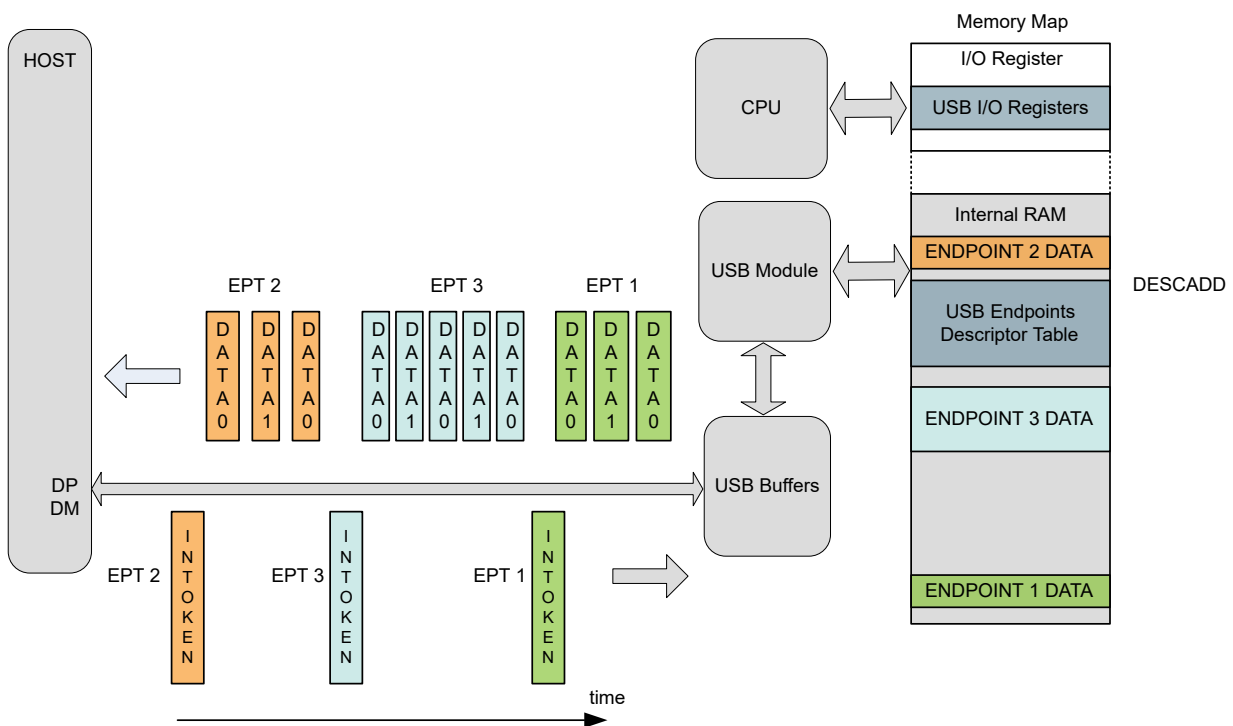 Memory Map
HOST
I/O Register
CPU
USB I/O Registers
Internal RAM
ENDPOINT 2 DATA
USB Module
DESCADD
EPT 2
EPT 3
EPT 1
USB Endpoints
Descriptor Table
DATA0
DATA1
DATA0
DATA0
DATA1
DATA0
DATA1
DATA0
DATA0
DATA1
DATA0
ENDPOINT 3 DATA
DP
DM
USB Buffers
EPT 2
INTOKEN
EPT 3
INTOKEN
EPT 1
INTOKEN
ENDPOINT 1 DATA
time